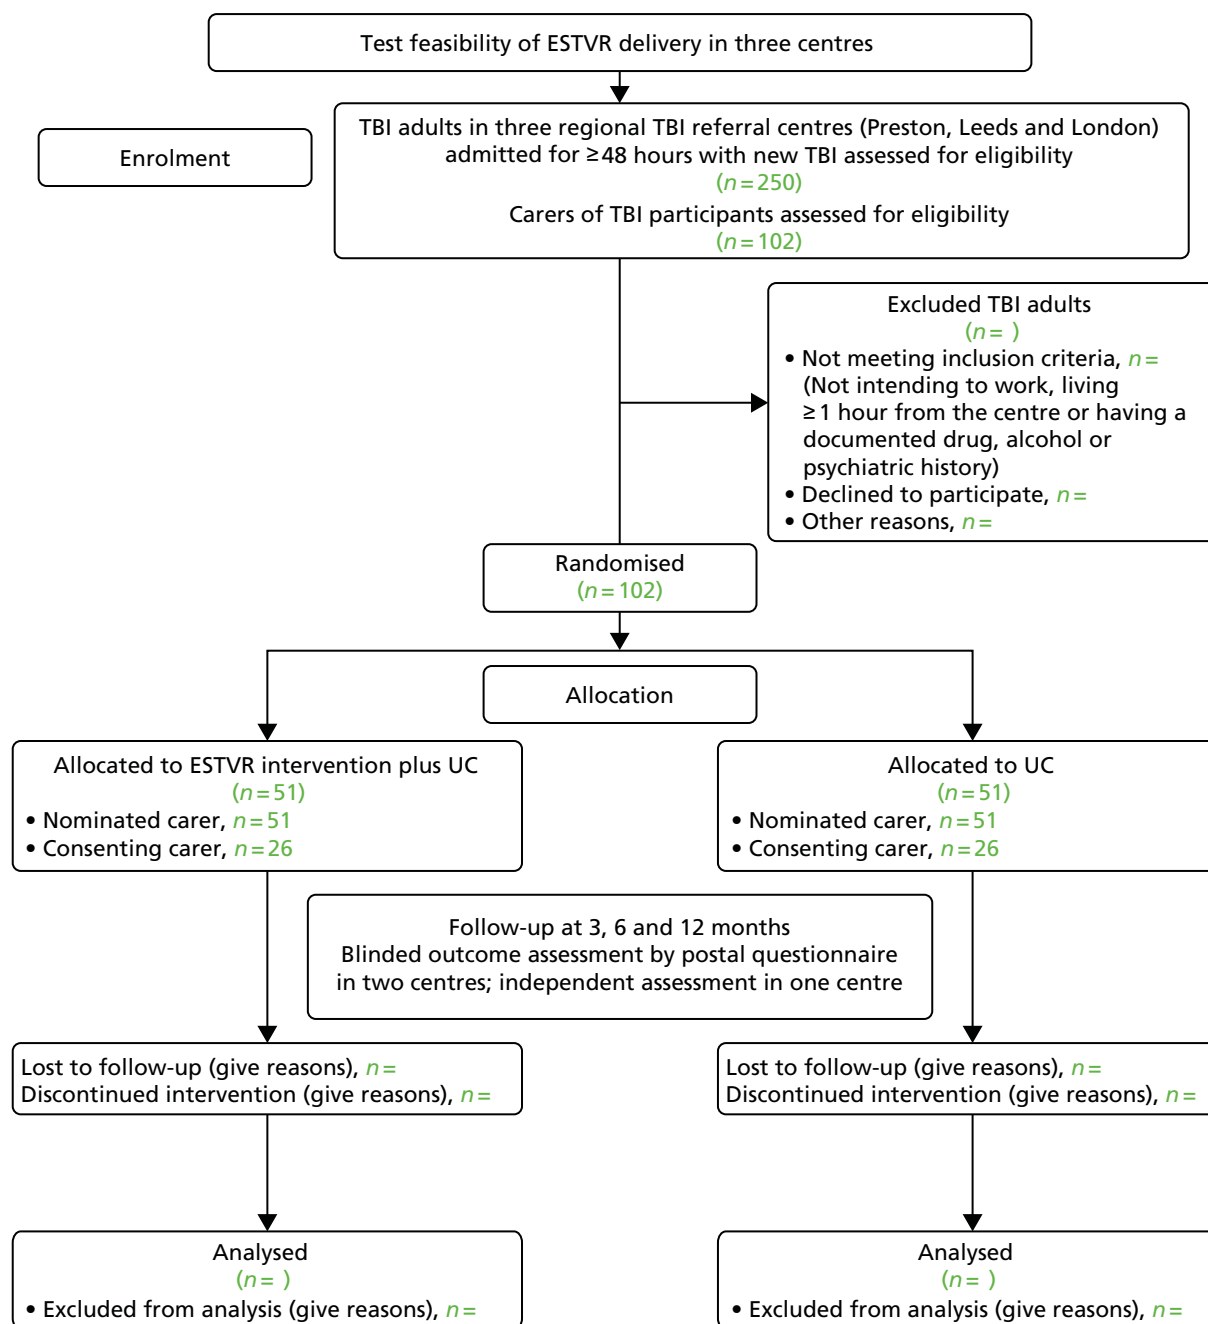 Test feasibility of ESTVR delivery in three centres
Enrolment
TBI adults in three regional TBI referral centres (Preston, Leeds and London)
admitted for ≥48 hours with new TBI assessed for eligibility
(n=250)
Carers of TBI participants assessed for eligibility
(n=102)
Excluded TBI adults
(n= )
• Not meeting inclusion criteria, n=
(Not intending to work, living
≥1 hour from the centre or having a
documented drug, alcohol or
psychiatric history)
• Declined to participate, n=
• Other reasons, n=
Randomised
(n=102)
Allocation
Allocated to ESTVR intervention plus UC
(n=51)
• Nominated carer, n=51
• Consenting carer, n=26
Allocated to UC
(n=51)
• Nominated carer, n=51
• Consenting carer, n=26
Follow-up at 3, 6 and 12 months
Blinded outcome assessment by postal questionnaire
in two centres; independent assessment in one centre
Lost to follow-up (give reasons), n=
Discontinued intervention (give reasons), n=
Lost to follow-up (give reasons), n=
Discontinued intervention (give reasons), n=
Analysed
(n= )
• Excluded from analysis (give reasons), n=
Analysed
(n= )
• Excluded from analysis (give reasons), n=